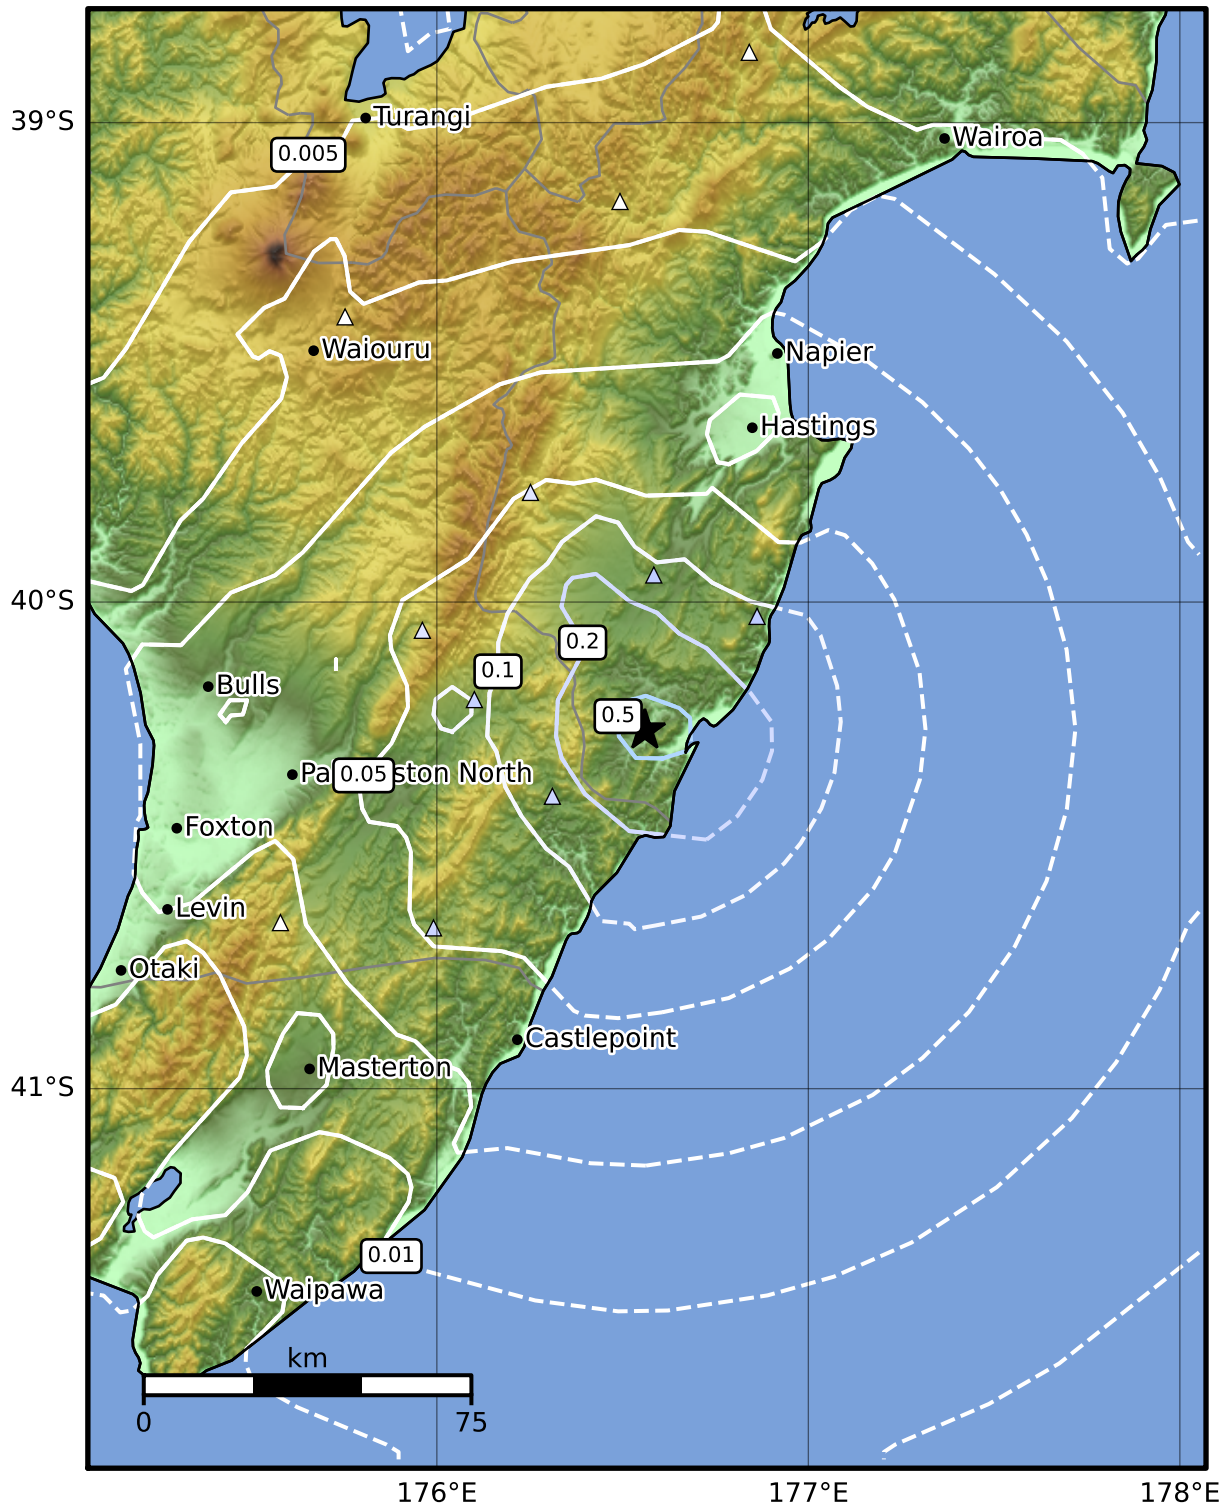 39°S
Turangi
Wairoa
0.005
Waiouru
Napier
Hastings
40°S
0.2
0.1
Bulls
0.5
Pa
0.05
ston North
Foxton
Levin
Otaki
Castlepoint
Masterton
41°S
0.01
Waipawa
km
0
75
176°E
177°E
178°E